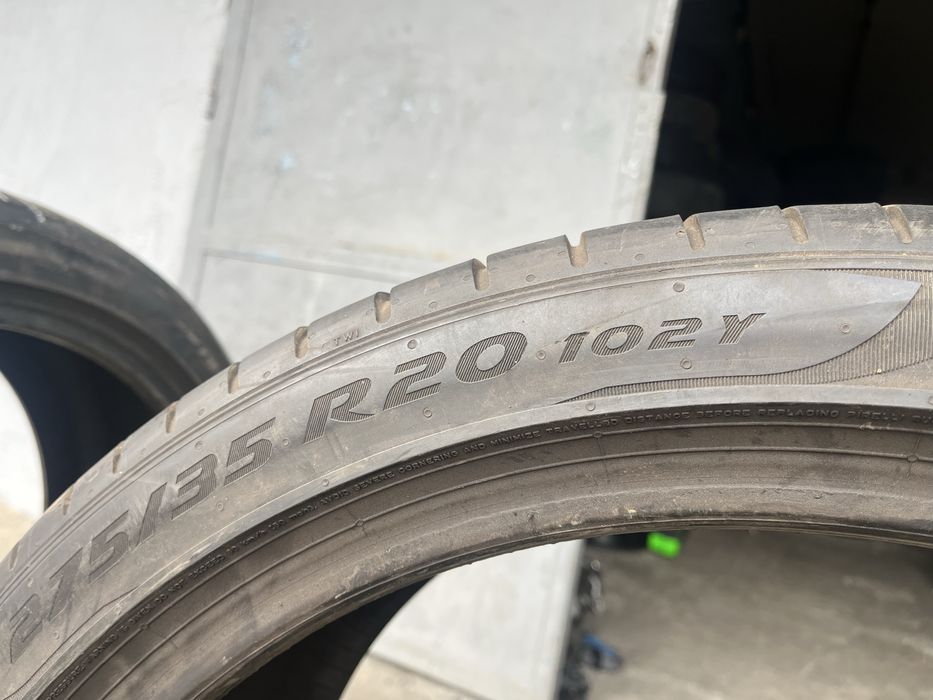 TWI
275/35 R20 102Y
AVOID SEVERE CORNERING AND MINIMIZE TRAVELLED DISTANCE BEFORE REPLACING PIRELLI